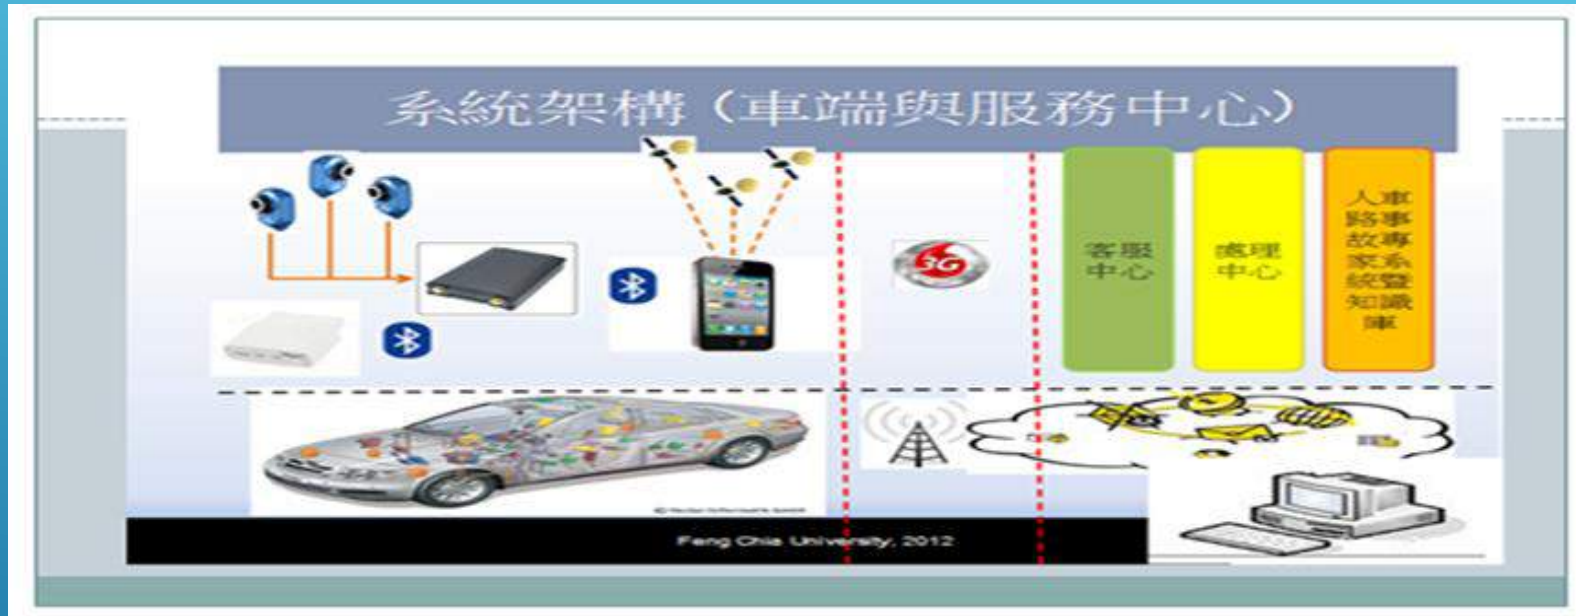 系統架構 (車端與服務中心)
3G
客服
中心
處理
中心
人車
路事
故專
家系
統暨
知識
庫
Feng Chia University, 2012